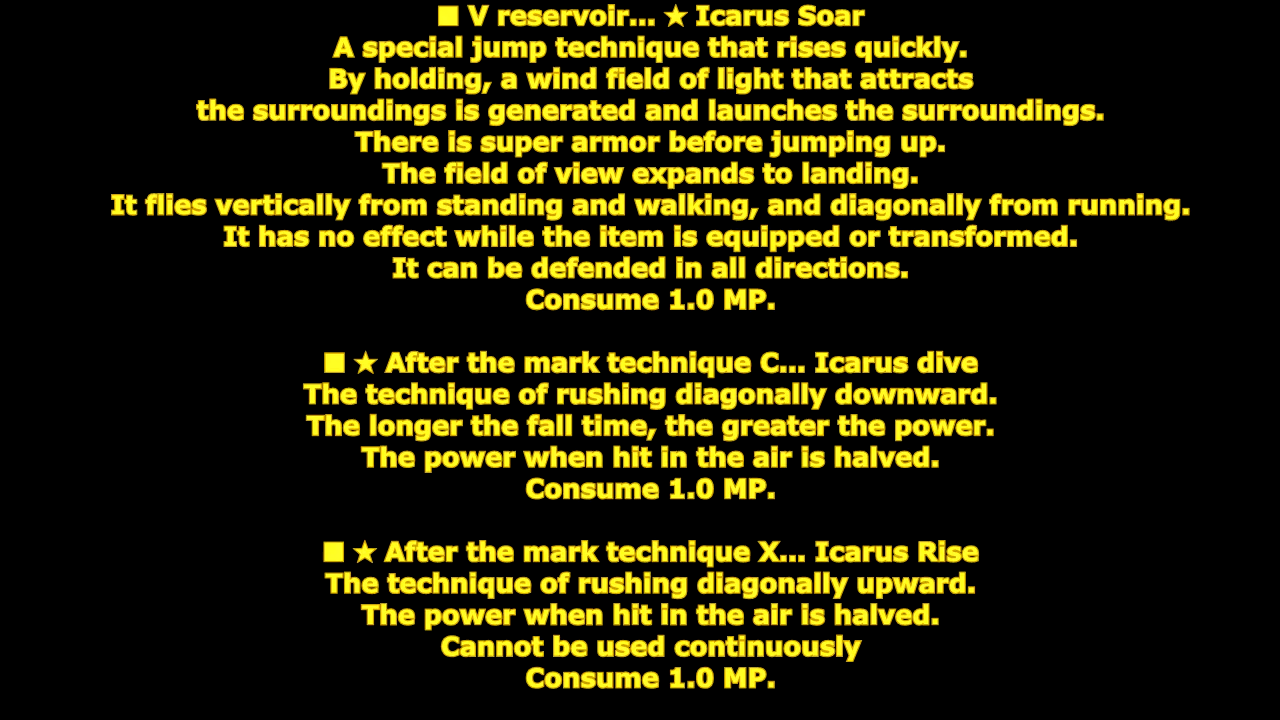 ■ V reservoir... ★ Icarus Soar
A special jump technique that rises quickly.
By holding, a wind field of light that attracts
the surroundings is generated and launches the surroundings.
There is super armor before jumping up.
The field of view expands to landing.
It flies vertically from standing and walking, and diagonally from running.
It has no effect while the item is equipped or transformed.
It can be defended in all directions.
Consume 1.0 MP.
■ ★ After the mark technique C... Icarus dive
The technique of rushing diagonally downward.
The longer the fall time, the greater the power.
The power when hit in the air is halved.
Consume 1.0 MP.
■ ★ After the mark technique X... Icarus Rise
The technique of rushing diagonally upward.
The power when hit in the air is halved.
Cannot be used continuously
Consume 1.0 MP.